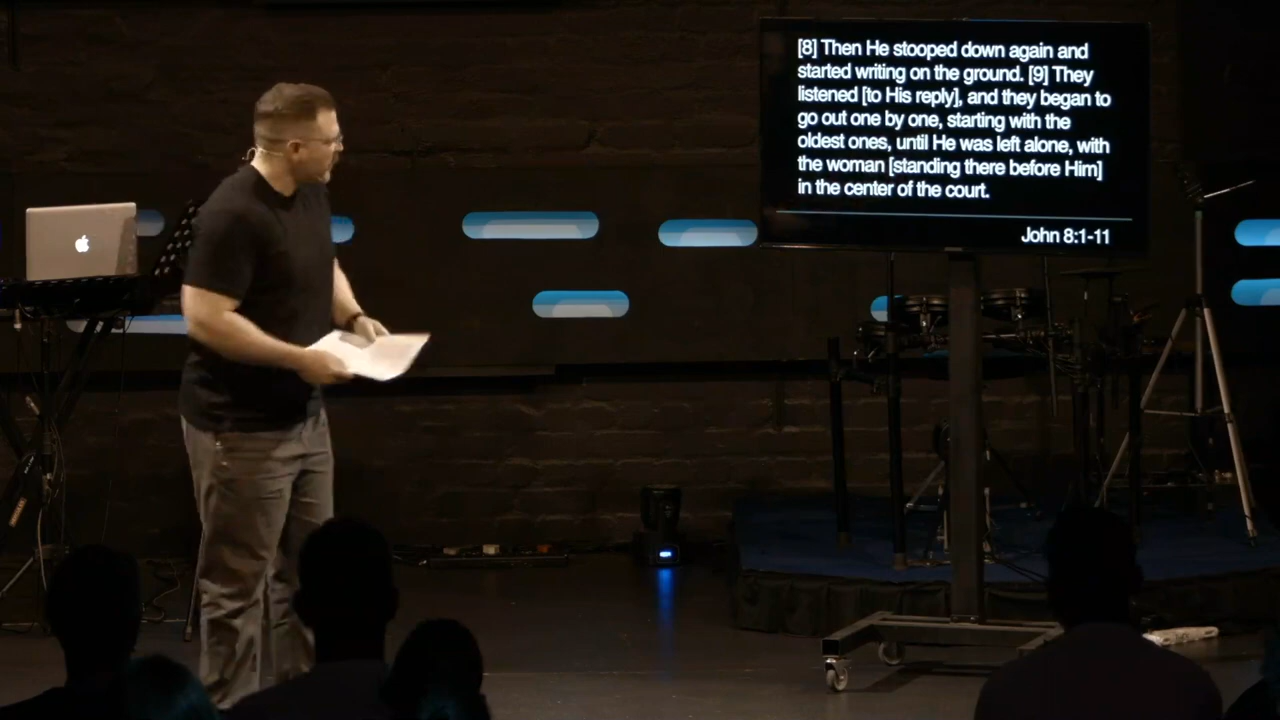 [8] Then He stooped down again and
started writing on the ground. [9] They
listened [to His reply], and they began to
go out one by one, starting with the
oldest ones, until He was left alone, with
the woman [standing there before Him]
in the center of the court.
John 8:1-11